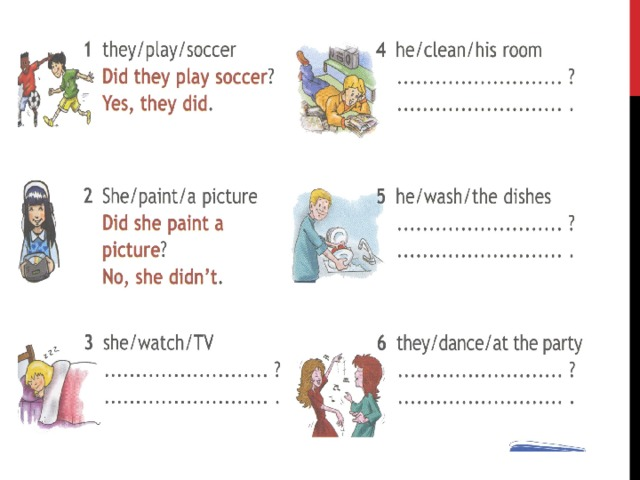 1 they/play/soccer
Did they play soccer?
Yes, they did.
2 She/paint/a picture
Did she paint a
picture?
No, she didn't.
3 she/watch/TV
.......................... ?
.......................... .
4 he/clean/his room
.......................... ?
.......................... .
5 he/wash/the dishes
.......................... ?
.......................... .
6 they/dance/at the party
.......................... ?
.......................... .